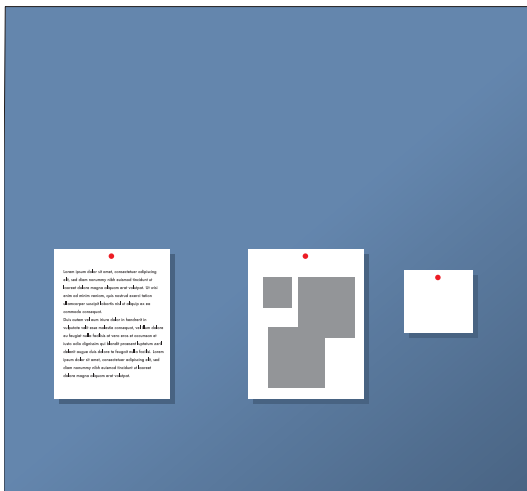 Lorem ipsum dolor sit amet, consectetuer adipiscing
elit, sed diam nonummy nibh euismod tincidunt ut
laoreet dolore magna aliquam erat volutpat. Ut wisi
enim ad minim veniam, quis nostrud exerci tation
ullamcorper suscipit lobortis nisl ut aliquip ex ea
commodo consequat.
Duis autem vel eum iriure dolor in hendrerit in
vulputate velit esse molestie consequat, vel illum dolore
eu feugiat nulla facilisis at vero eros et accumsan et
iusto odio dignissim qui blandit praesent luptatum zzril
delenit augue duis dolore te feugait nulla facilisi. Lorem
ipsum dolor sit amet, consectetuer adipiscing elit, sed
diam nonummy nibh euismod tincidunt ut laoreet
dolore magna aliquam erat volutpat.